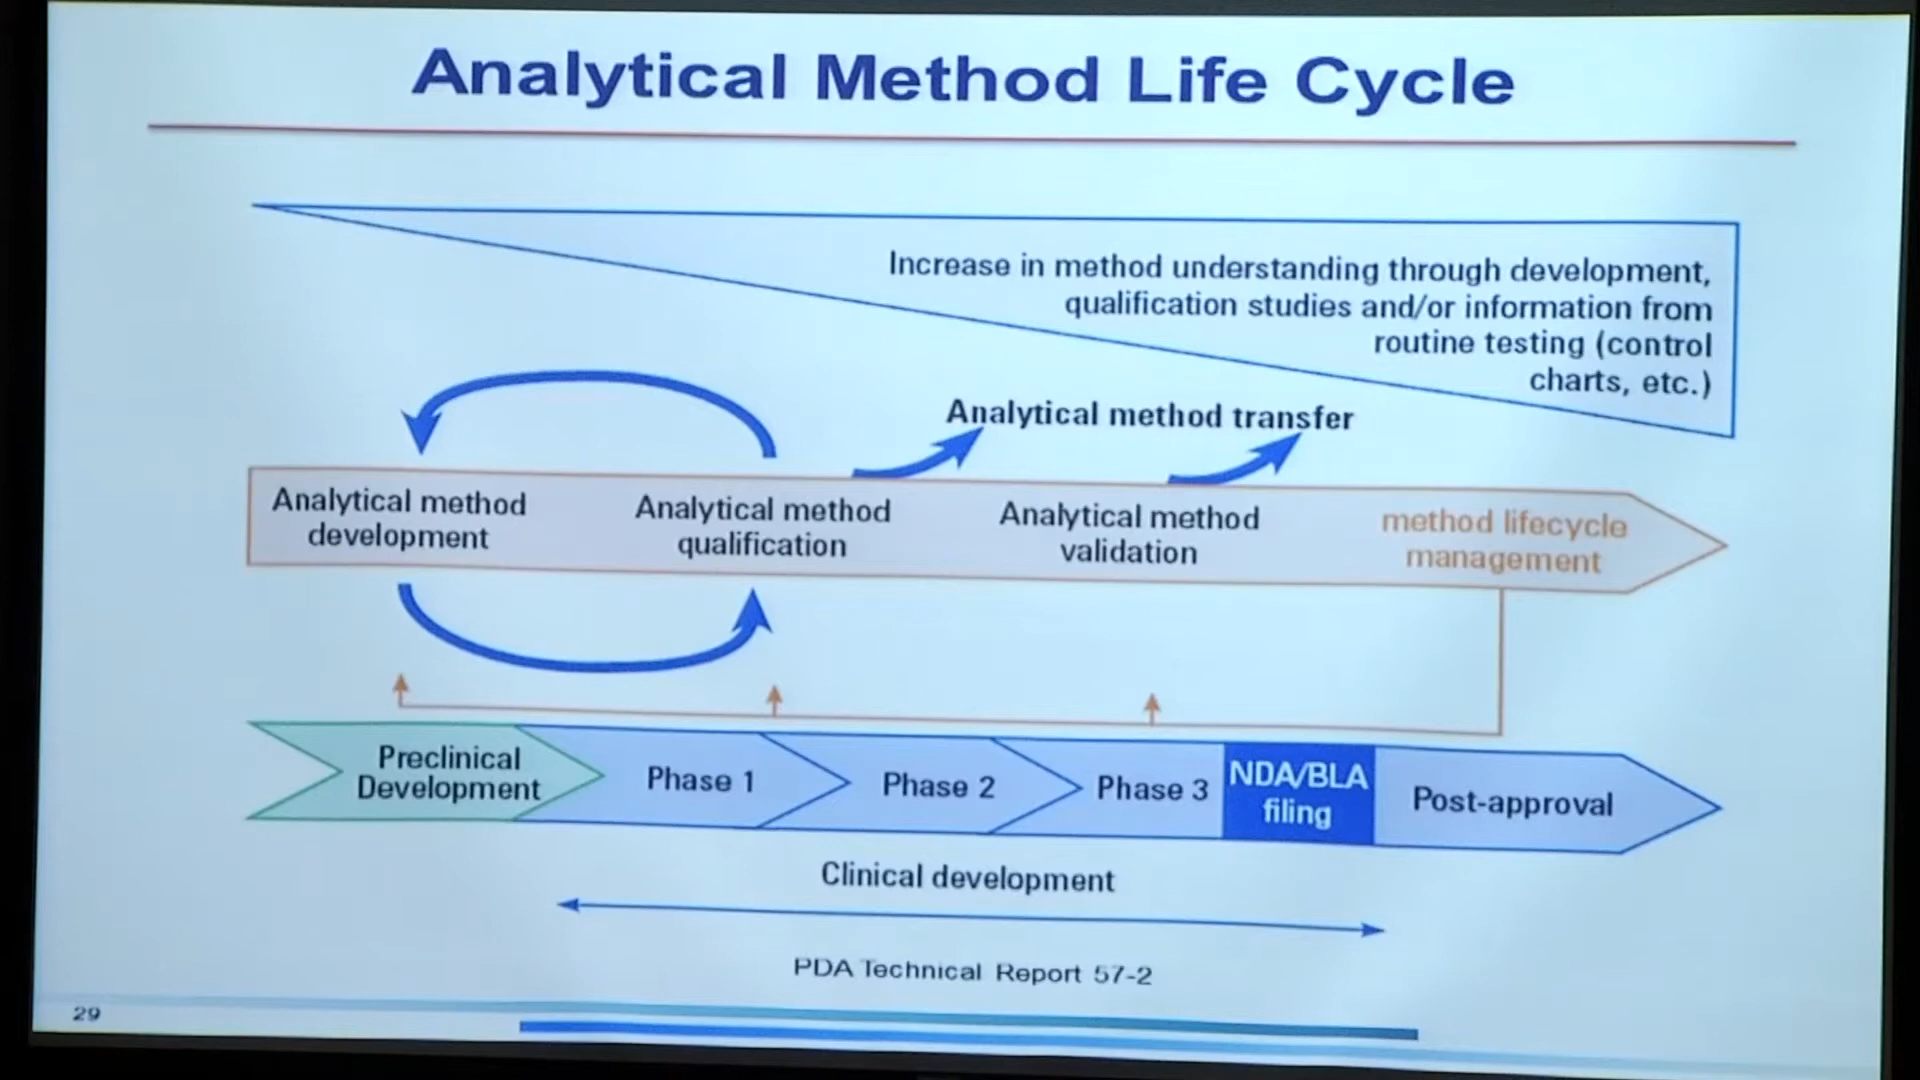 Analytical Method Life Cycle
Increase in method understanding through development,
qualification studies and/or information from
routine testing (control
charts, etc.)
Analytical method transfer
Analytical method
development
Analytical method
qualification
Analytical method
validation
method lifecycle
management
Preclinical
Development
Phase 1
Phase 2
Phase 3
NDA/BLA
filing
Post-approval
Clinical development
PDA Technical Report 57-2
29